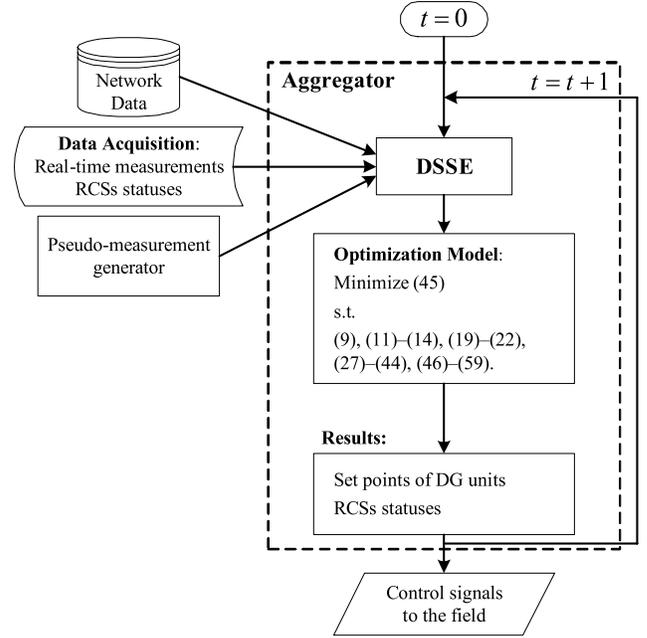 t = 0
Network
Data
Aggregator
t = t + 1
Data Acquisition:
Real-time measurements
RCSs statuses
DSSE
Pseudo-measurement
generator
Optimization Model:
Minimize (45)
s.t.
(9), (11)–(14), (19)–(22),
(27)–(44), (46)–(59).
Results:
Set points of DG units
RCSs statuses
Control signals
to the field